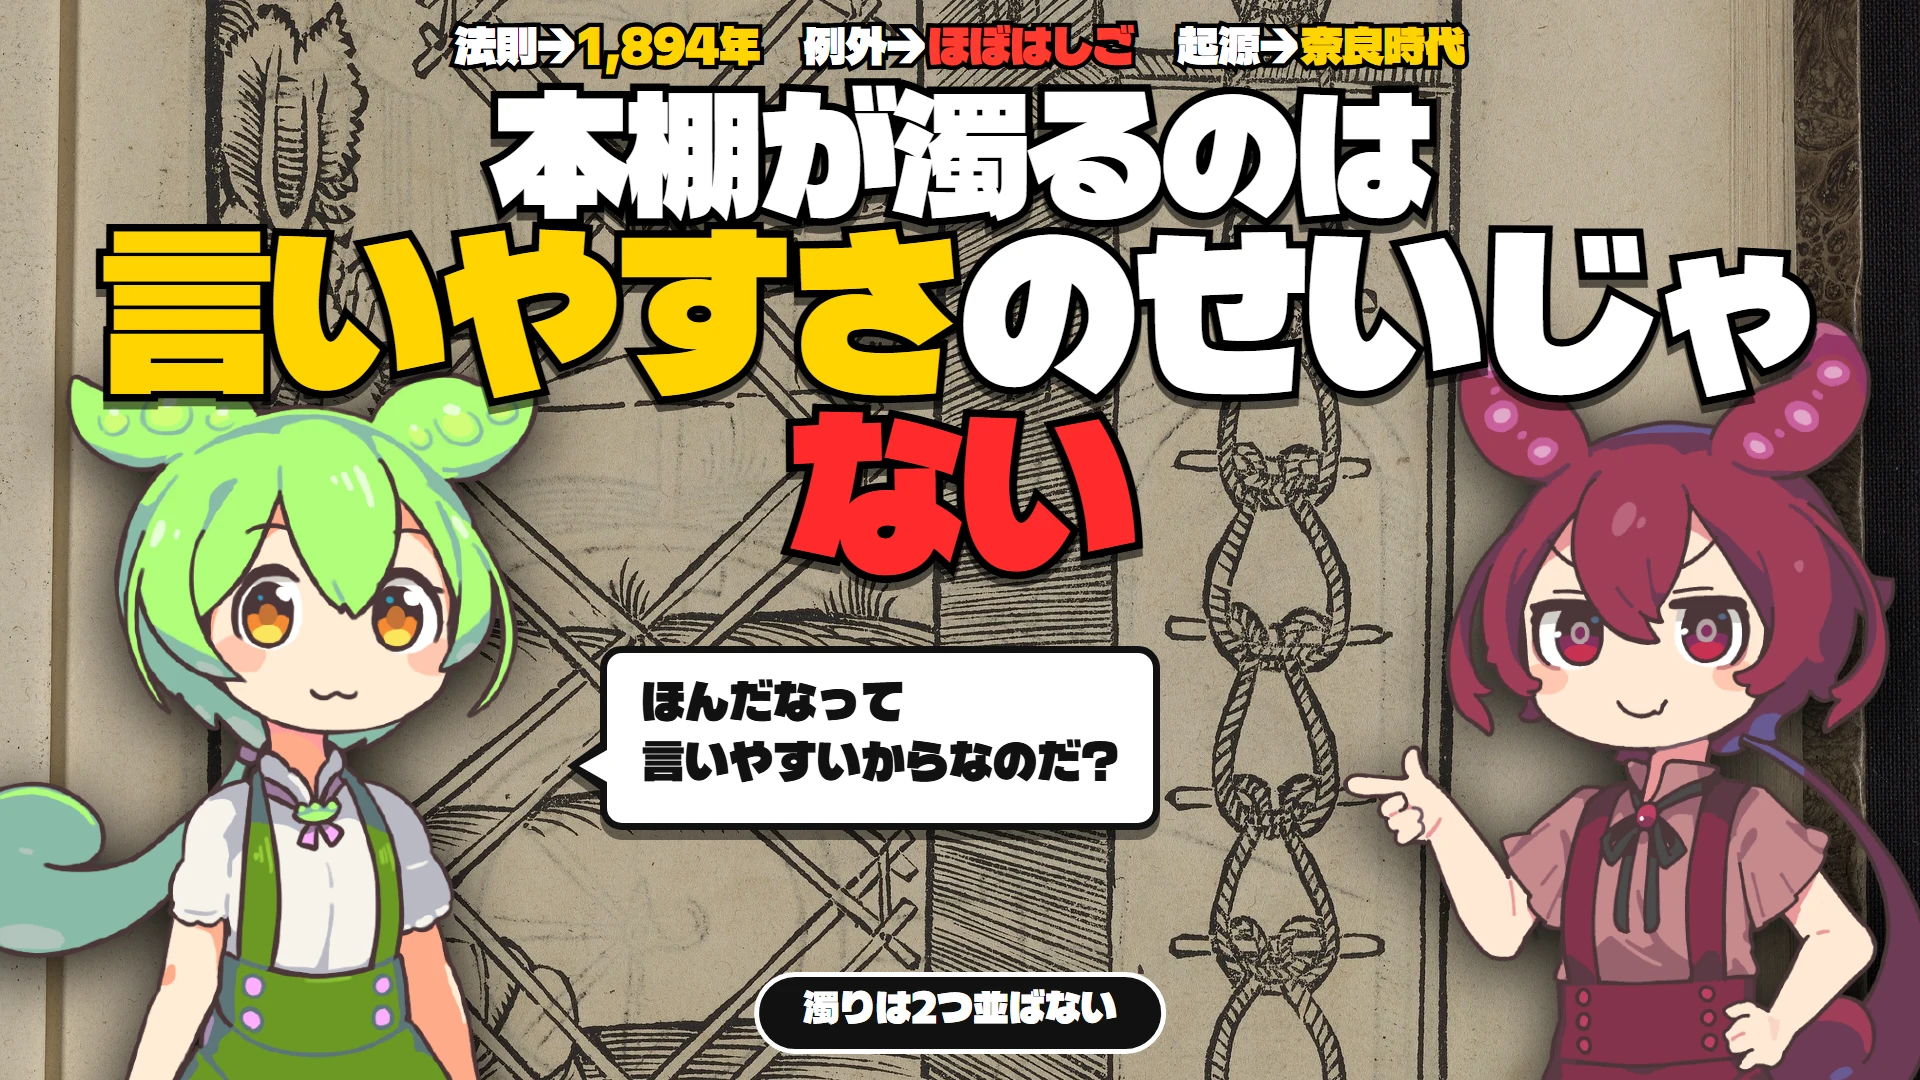 法則→1,894年 例外→ほぼはしご 起源→奈良時代
本棚が濁るのは
言いやすさのせいじゃ
ない
ほんだなって
言いやすいからなのだ？
濁りは2つ並ばない